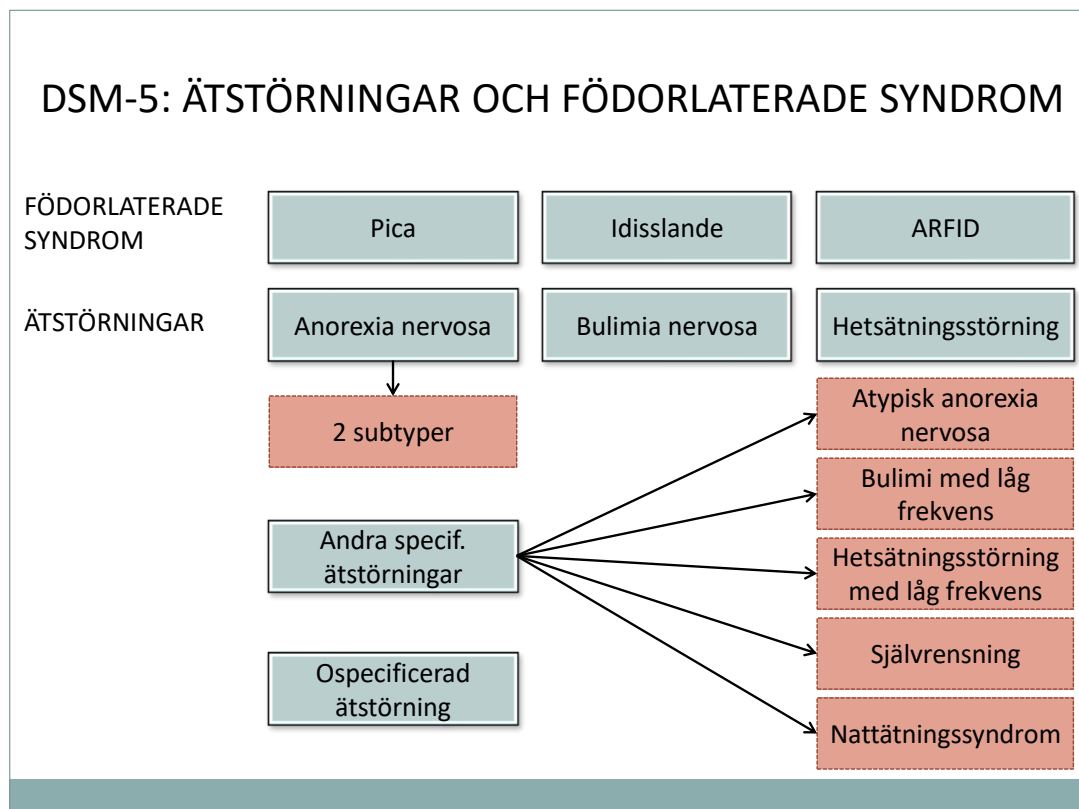 DSM-5: ÄTSTÖRNINGAR OCH FÖDORLATERADE SYNDROM
FÖDORLATERADE
SYNDROM
Pica
Idisslande
ARFID
ÄTSTÖRNINGAR
Anorexia nervosa
Bulimia nervosa
Hetsätningsstörning
2 subtyper
Atypisk anorexia
nervosa
Bulimi med låg
frekvens
Andra specif.
ätstörningar
Hetsätningsstörning
med låg frekvens
Självrensning
Ospecificerad
ätstörning
Nattätningssyndrom